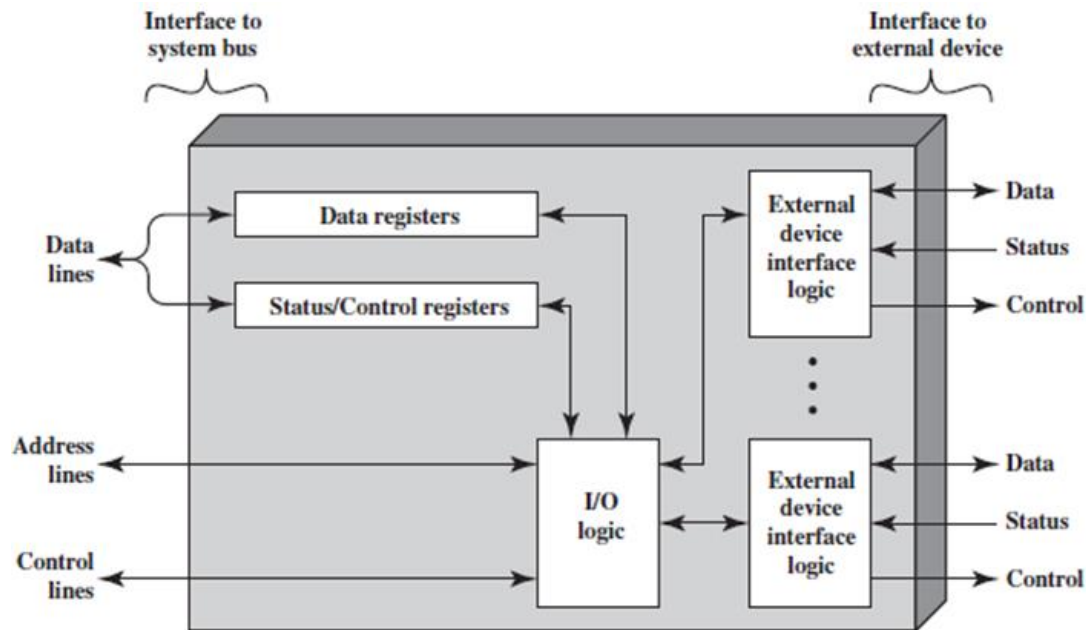 Interface to
system bus
Interface to
external device
Data registers
Status/Control registers
Data
lines
Address
lines
Control
lines
I/O
logic
External
device
interface
logic
Data
Status
Control
External
device
interface
logic
Data
Status
Control